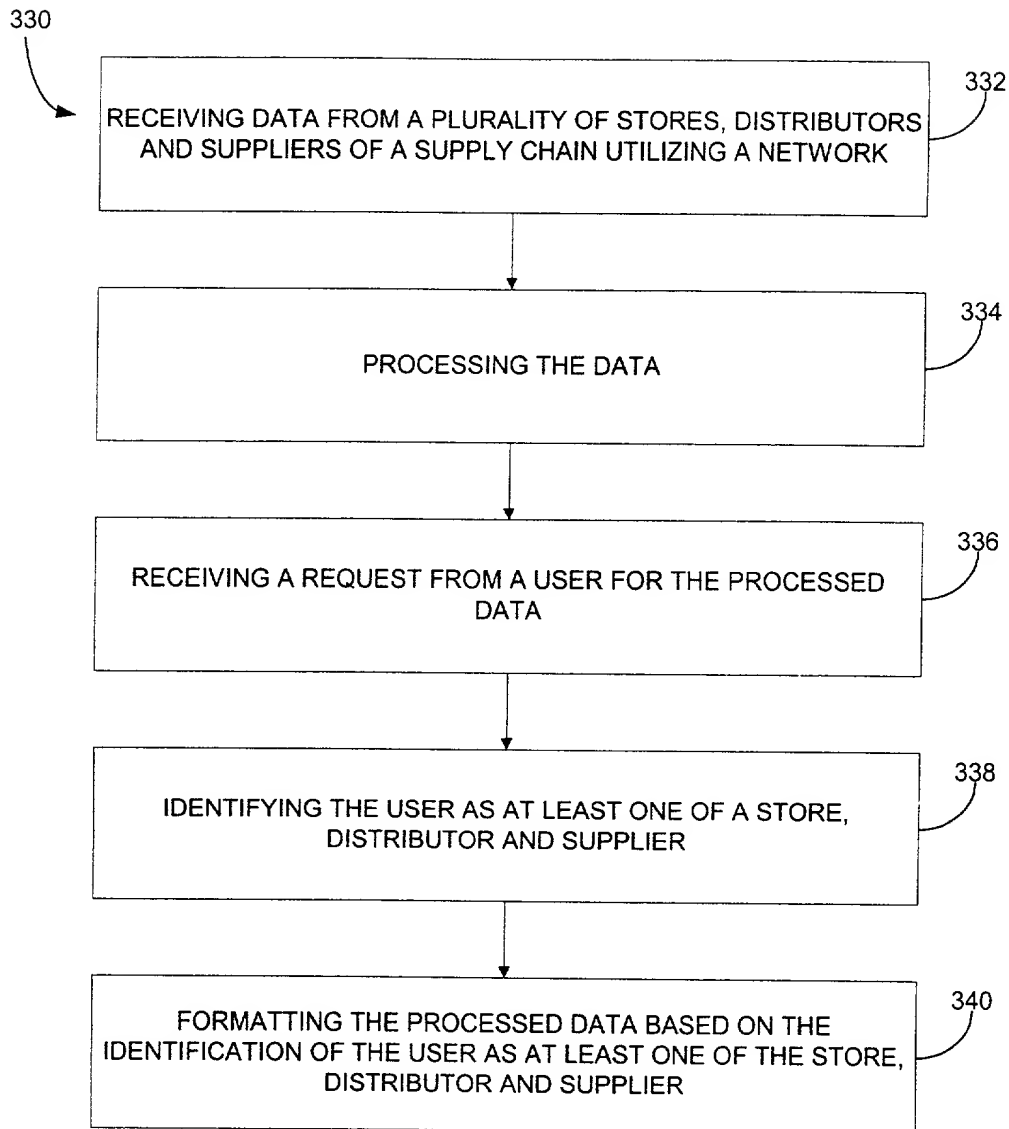 330
332
RECEIVING DATA FROM A PLURALITY OF STORES, DISTRIBUTORS
AND SUPPLIERS OF A SUPPLY CHAIN UTILIZING A NETWORK
334
PROCESSING THE DATA
336
RECEIVING A REQUEST FROM A USER FOR THE PROCESSED
DATA
338
IDENTIFYING THE USER AS AT LEAST ONE OF A STORE,
DISTRIBUTOR AND SUPPLIER
340
FORMATTING THE PROCESSED DATA BASED ON THE
IDENTIFICATION OF THE USER AS AT LEAST ONE OF THE STORE,
DISTRIBUTOR AND SUPPLIER